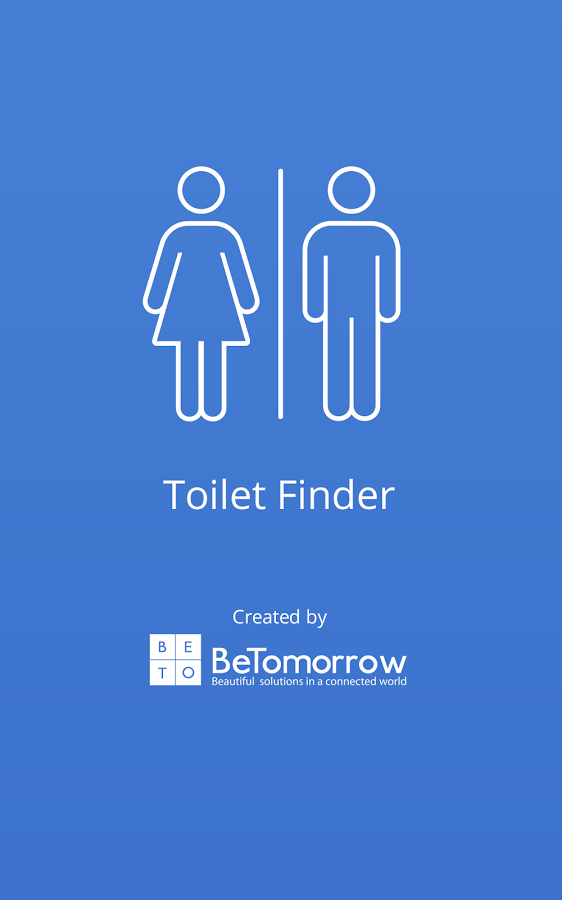 Toilet Finder
Created by
B E
T O
BeTomorrow
Beautiful solutions in a connected world